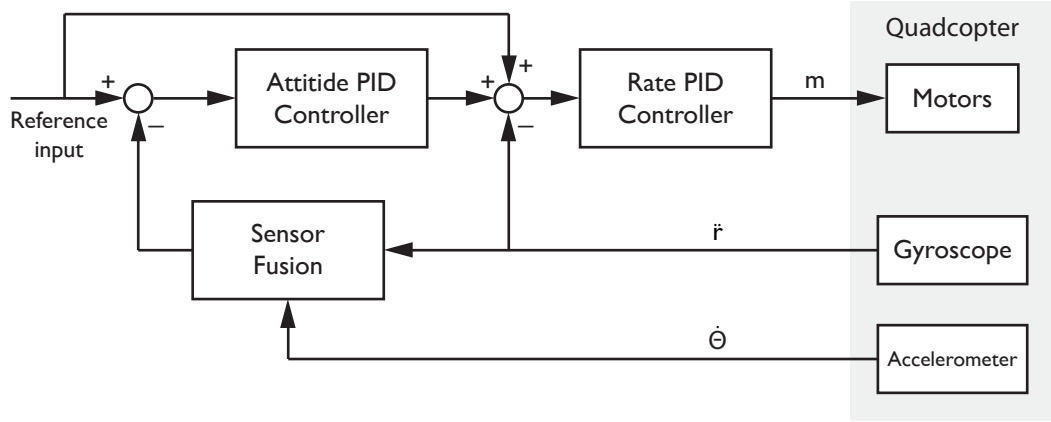 Quadcopter
Reference
input
+
−
Attitide PID
Controller
+
+
−
Rate PID
Controller
m
Motors
Sensor
Fusion
r̈
Gyroscope
Θ̇
Accelerometer